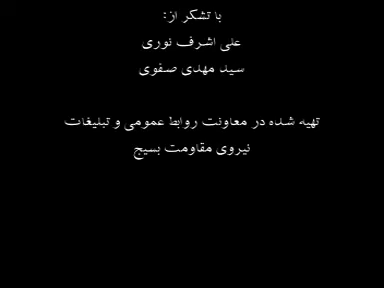 با تشکر از:
علی اشرف نوری
سید مهدی صفوی
تهیه شده در معاونت روابط عمومی و تبلیغات
نیروی مقاومت بسیج